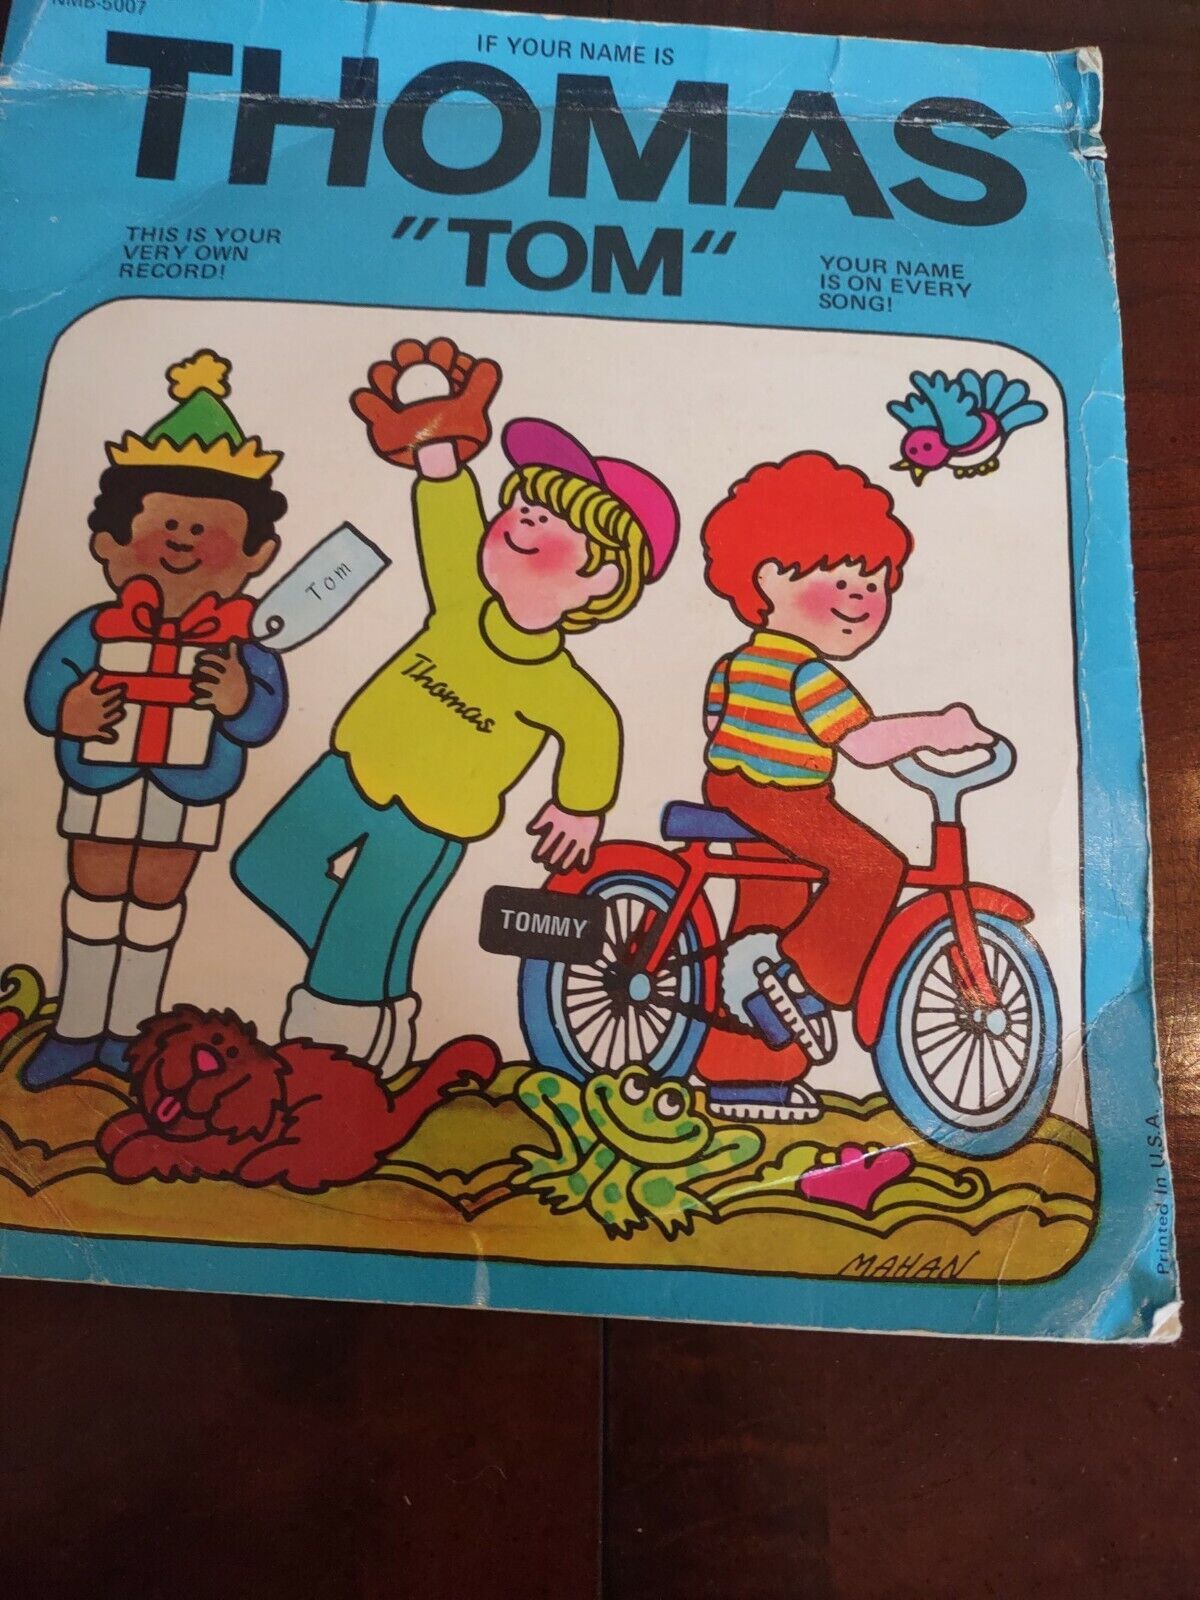 NMB-5007
IF YOUR NAME IS
THOMAS
"TOM"
THIS IS YOUR
VERY OWN
RECORD!
YOUR NAME
IS ON EVERY
SONG!
Tom
Thomas
TOMMY
MAHAN
Printed in U.S.A.